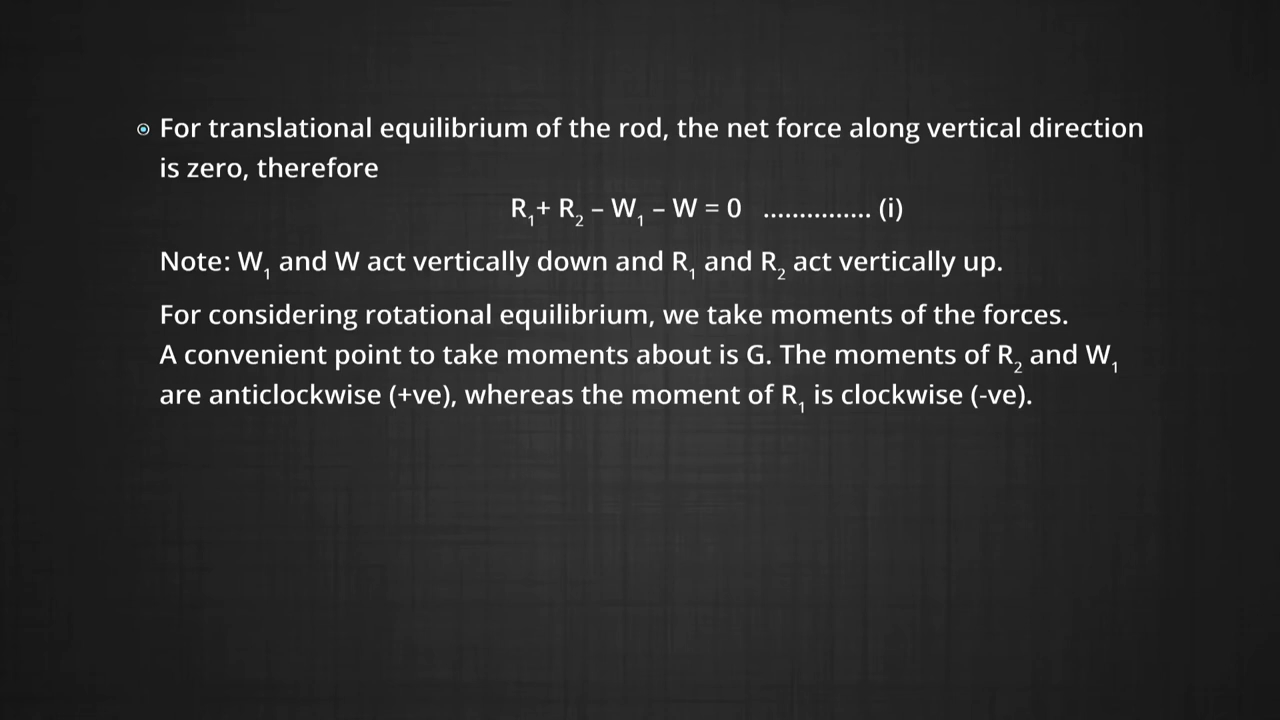 For translational equilibrium of the rod, the net force along vertical direction
is zero, therefore
R₁+ R₂ – W₁ – W = 0 ............... (i)
Note: W₁ and W act vertically down and R₁ and R₂ act vertically up.
For considering rotational equilibrium, we take moments of the forces.
A convenient point to take moments about is G. The moments of R₂ and W₁
are anticlockwise (+ve), whereas the moment of R₁ is clockwise (-ve).